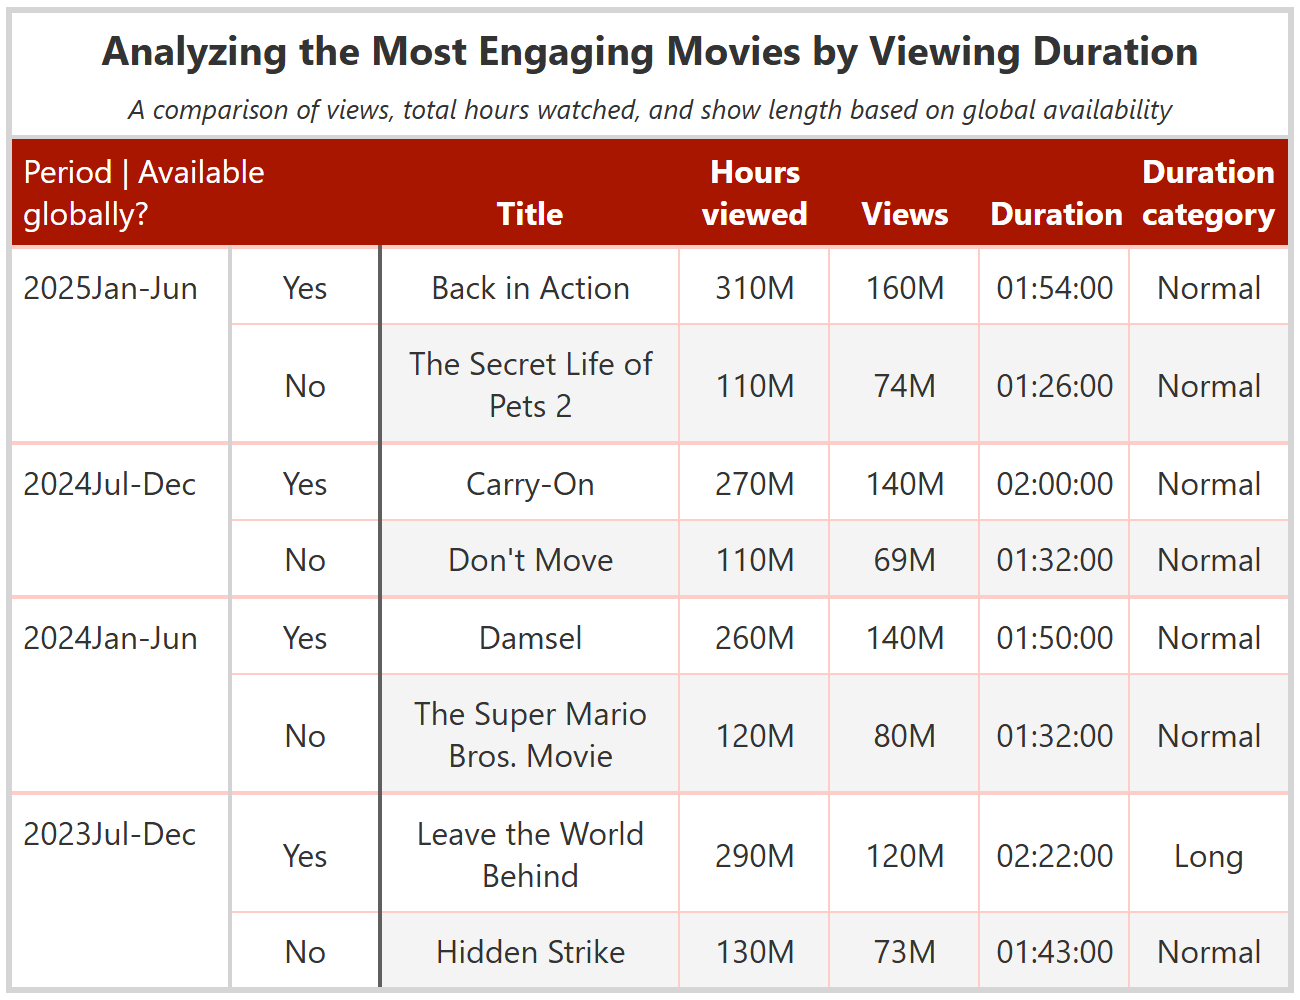 Analyzing the Most Engaging Movies by Viewing Duration
A comparison of views, total hours watched, and show length based on global availability
Period | Available globally? Title Hours viewed Views Duration Duration category
2025Jan-Jun Yes Back in Action 310M 160M 01:54:00 Normal
No The Secret Life of Pets 2 110M 74M 01:26:00 Normal
2024Jul-Dec Yes Carry-On 270M 140M 02:00:00 Normal
No Don't Move 110M 69M 01:32:00 Normal
2024Jan-Jun Yes Damsel 260M 140M 01:50:00 Normal
No The Super Mario Bros. Movie 120M 80M 01:32:00 Normal
2023Jul-Dec Yes Leave the World Behind 290M 120M 02:22:00 Long
No Hidden Strike 130M 73M 01:43:00 Normal